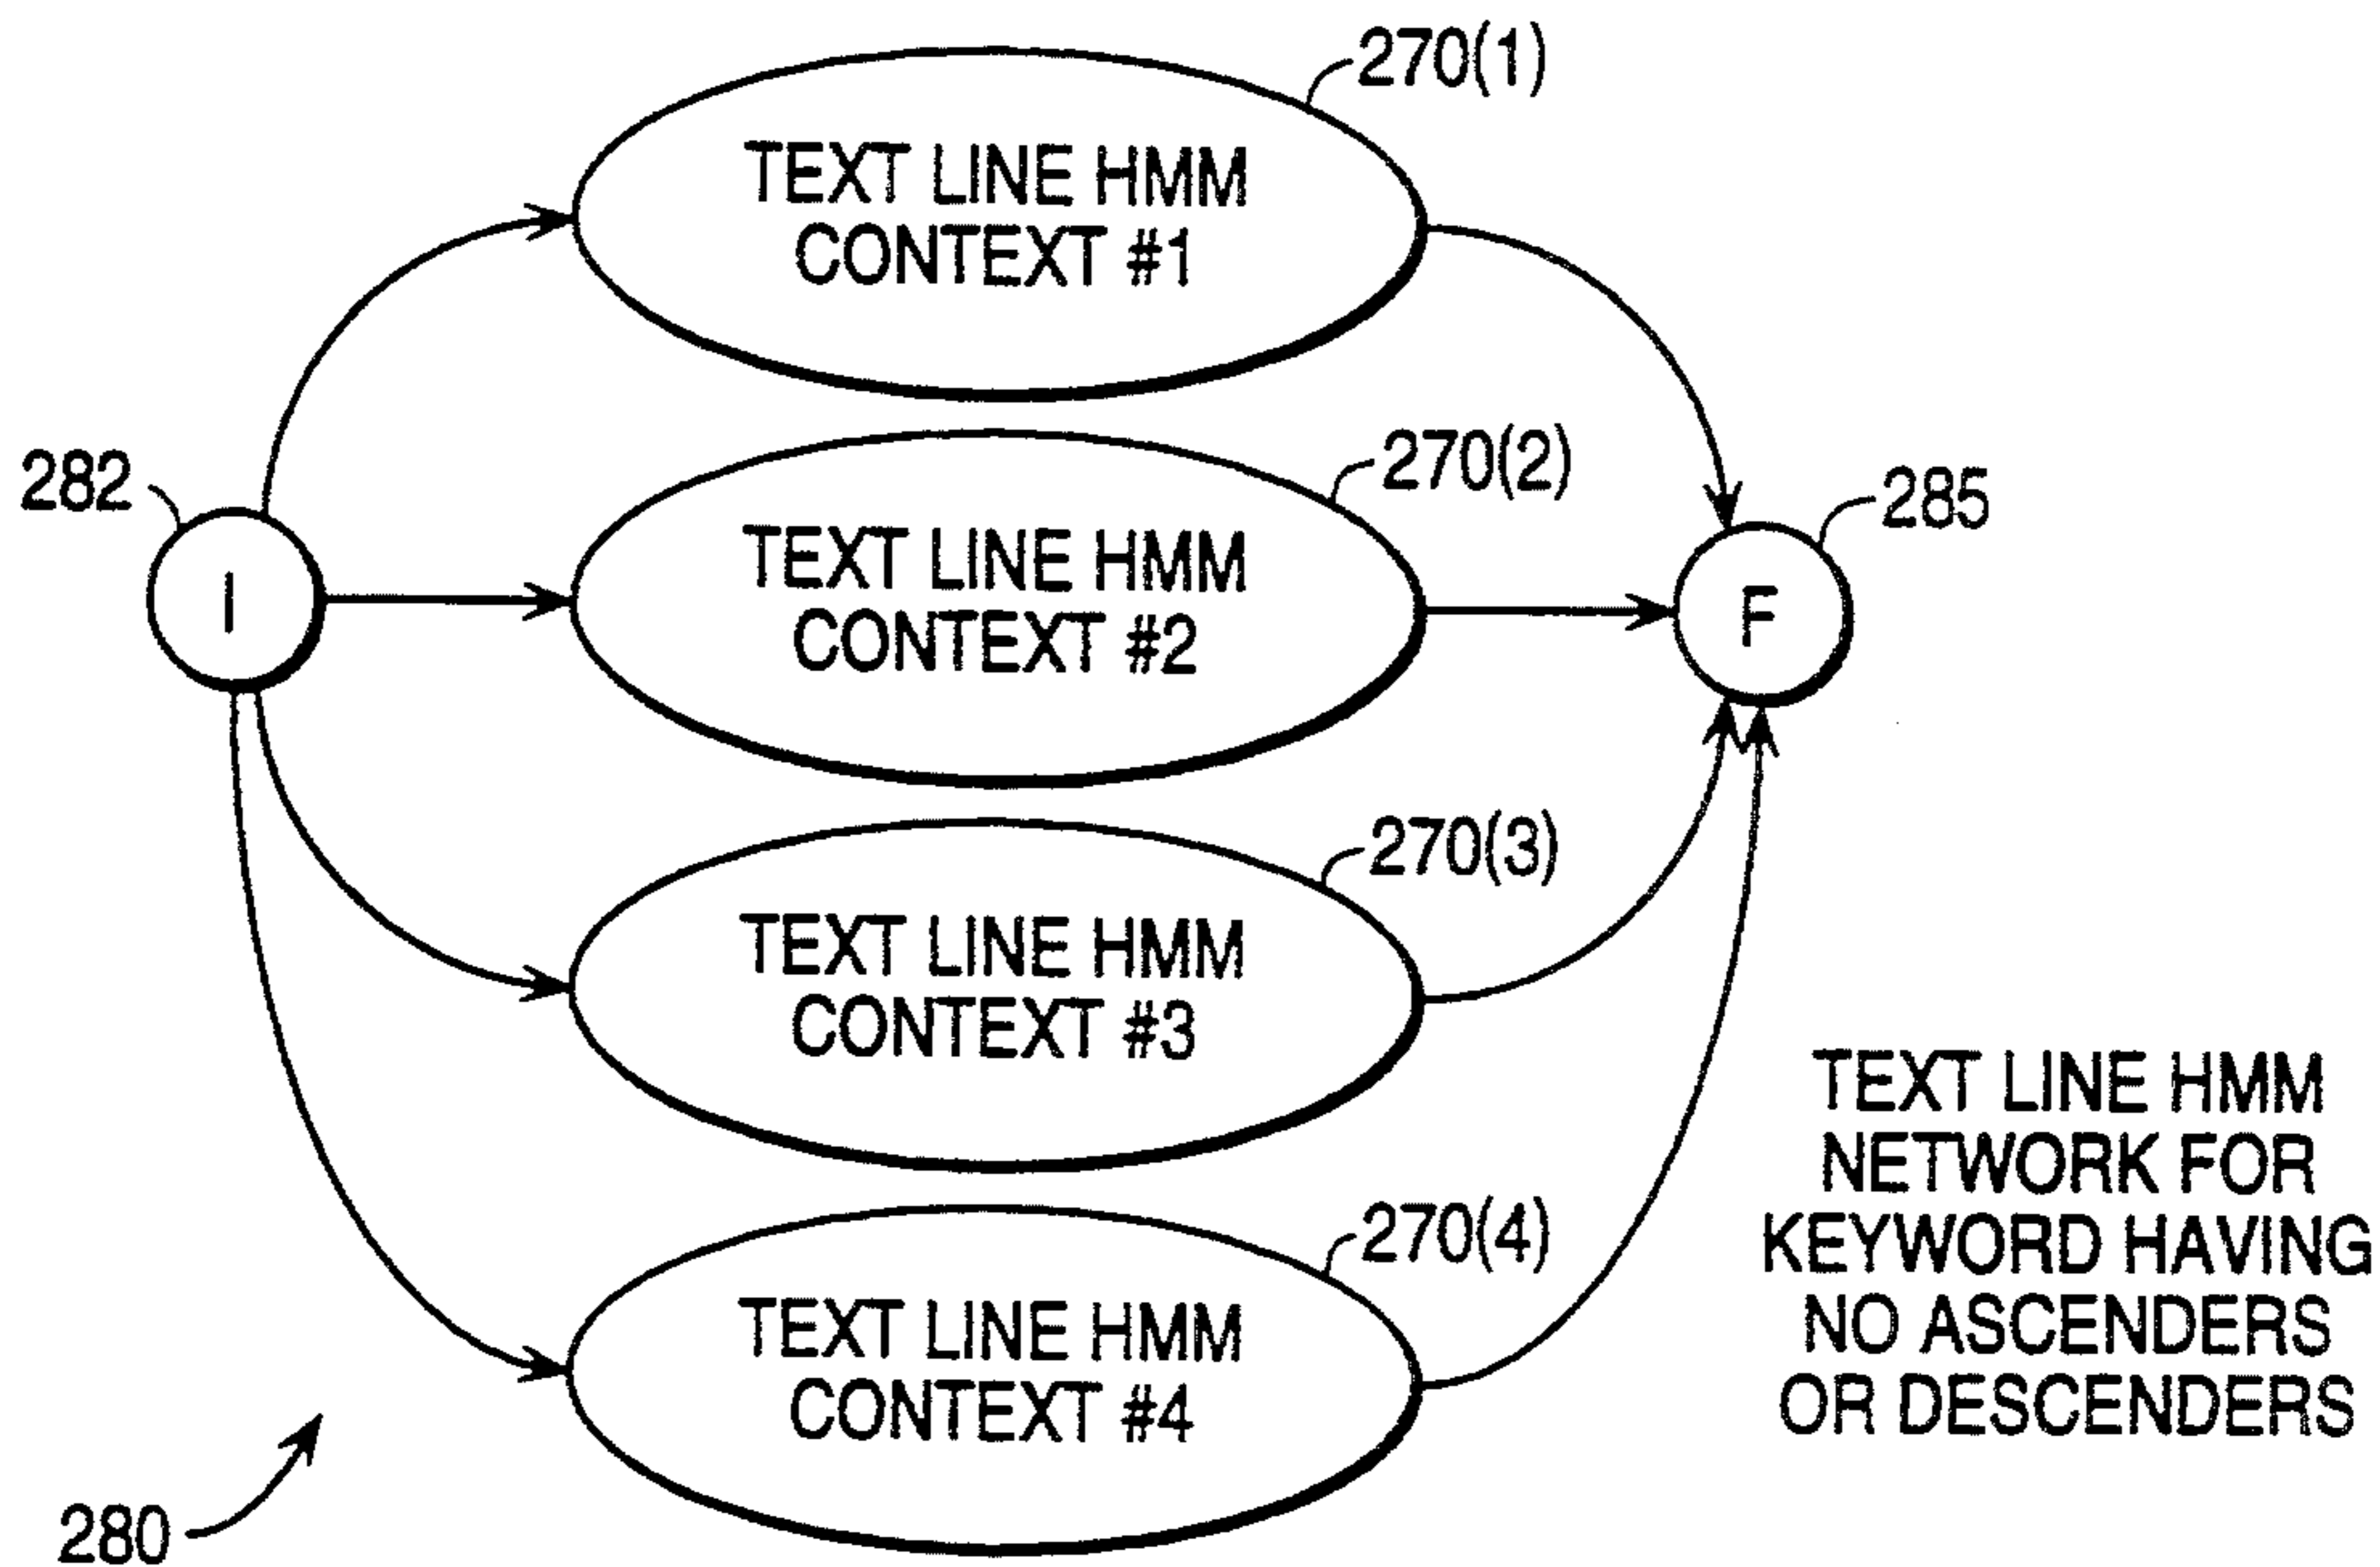 270(1)
TEXT LINE HMM
CONTEXT #1
270(2)
282
285
TEXT LINE HMM
CONTEXT #2
I
F
270(3)
TEXT LINE HMM
CONTEXT #3
270(4)
TEXT LINE HMM
CONTEXT #4
TEXT LINE HMM
NETWORK FOR
KEYWORD HAVING
NO ASCENDERS
OR DESCENDERS
280